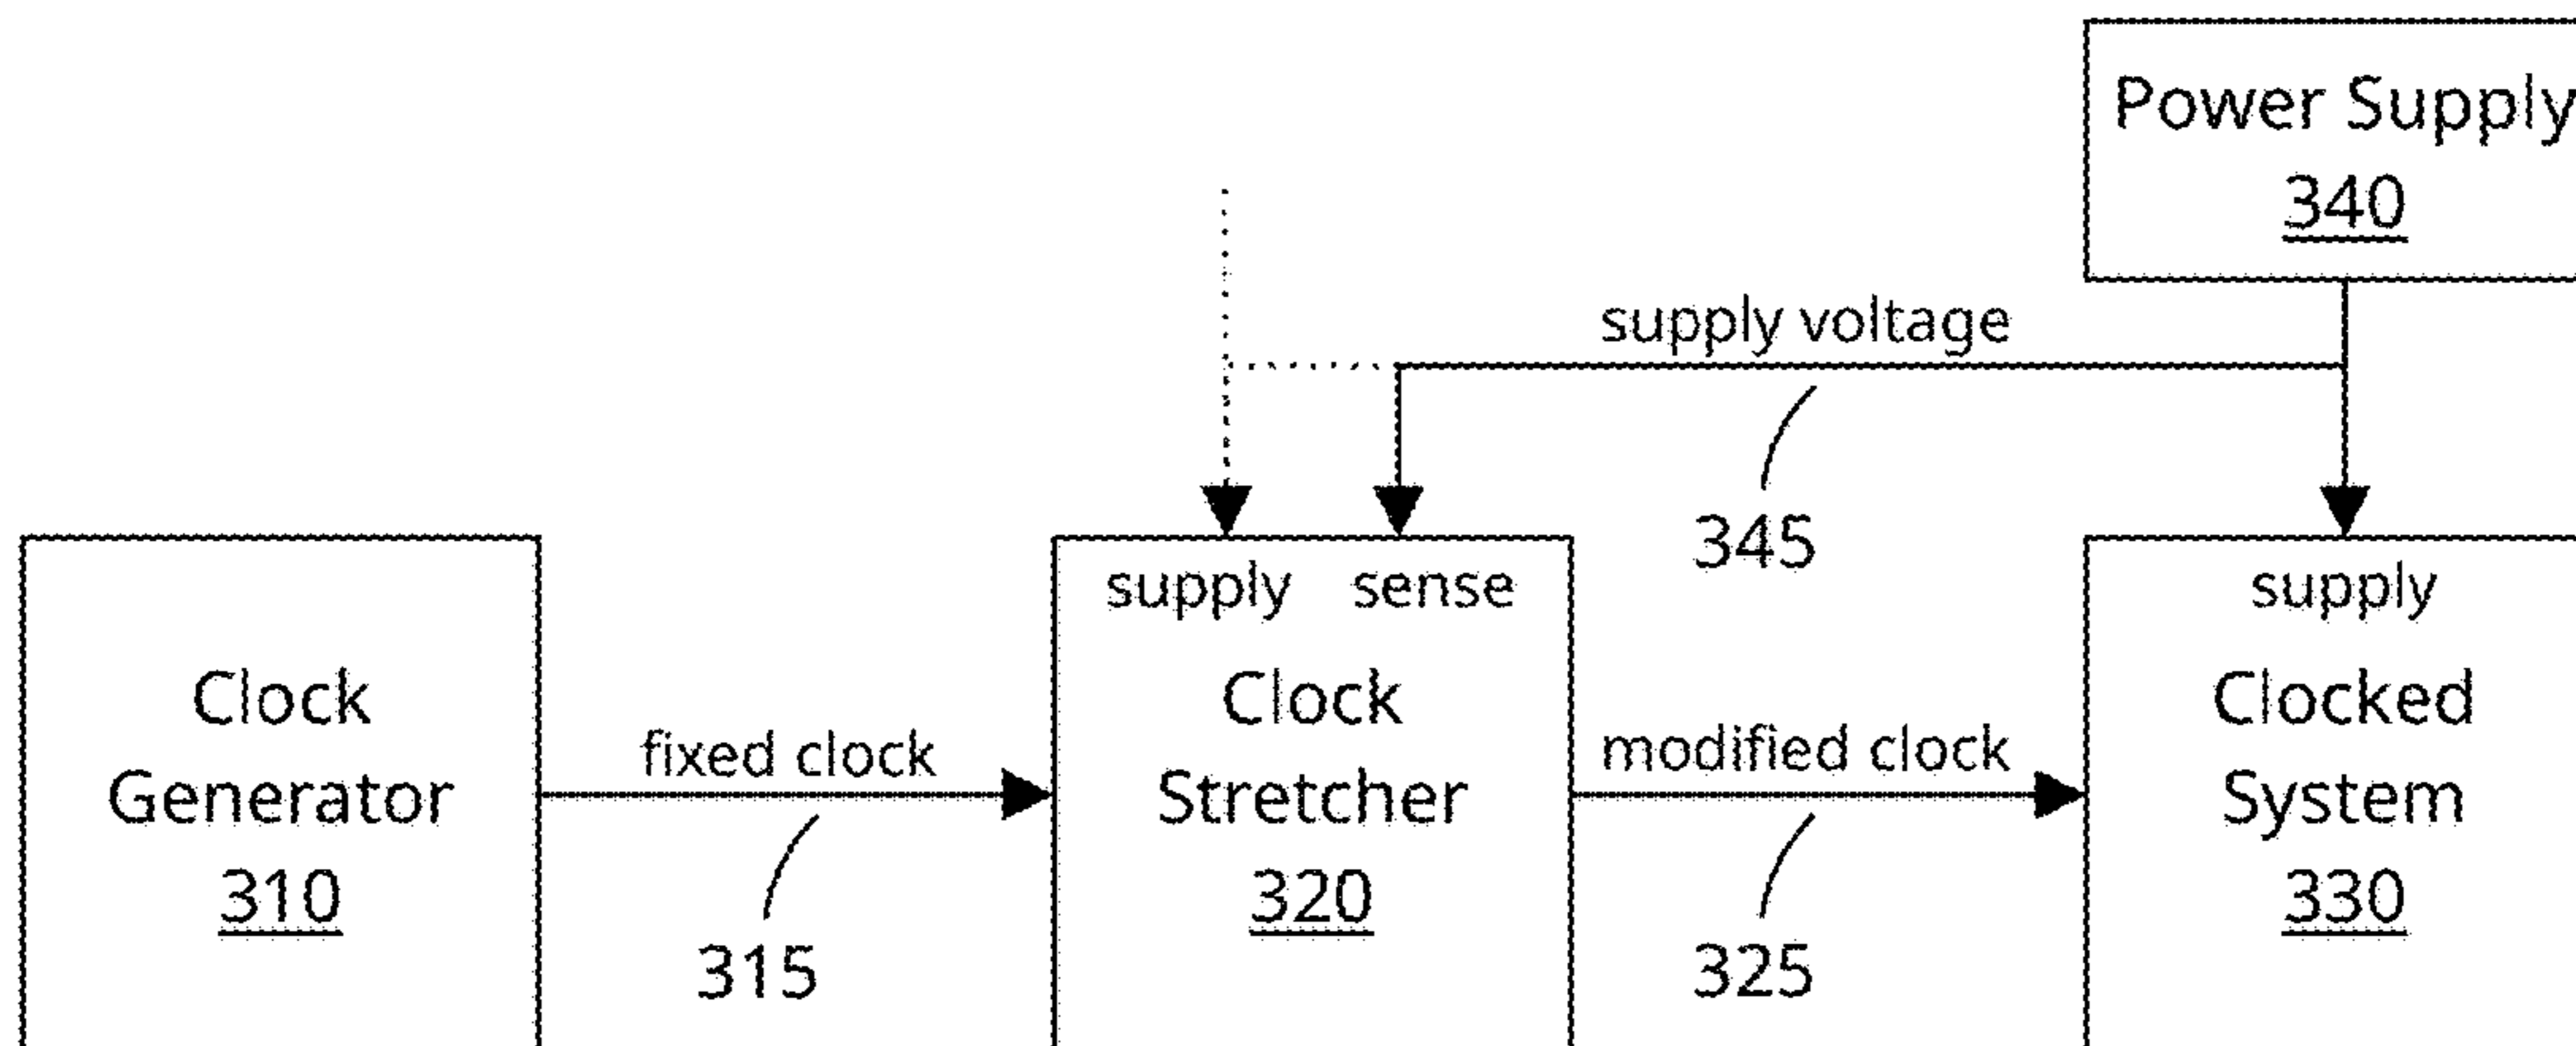 Power Supply
340
supply voltage
345
supply sense
supply
Clock
Generator
310
fixed clock
315
Clock
Stretcher
320
modified clock
325
Clocked
System
330